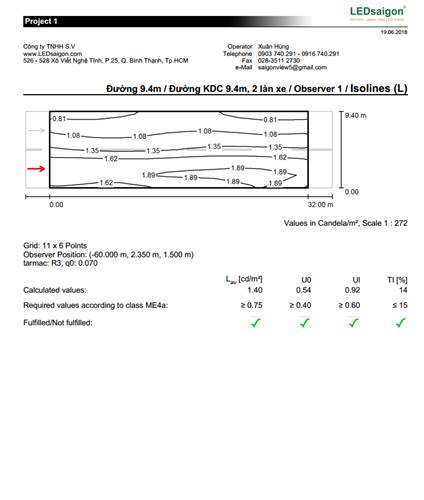 LEDsaigon®
Project 1
19.06.2018
Công ty TNHH S.V
www.LEDsaigon.com
526 - 528 Xô Viết Nghệ Tĩnh, P.25, Q. Bình Thạnh, Tp.HCM
Operator Xuân Hùng
Telephone 0903 740.291 - 0916 740.291
Fax 028-3511 2730
e-Mail saigonview5@gmail.com
Đường 9.4m / Đường KDC 9.4m, 2 làn xe / Observer 1 / Isolines (L)
0.81 0.81 9.40 m
1.08 1.08 1.08
1.35 1.35 1.35 1.35
1.62 1.62
1.89 1.89 1.89
1.62 1.89 1.89
0.00
0.00 32.00 m
Values in Candela/m², Scale 1 : 272
Grid: 11 x 6 Points
Observer Position: (-60.000 m, 2.350 m, 1.500 m)
tarmac: R3, q0: 0.070
Lav [cd/m²] U0 UI TI [%]
Calculated values: 1.40 0.54 0.92 14
Required values according to class ME4a: ≥ 0.75 ≥ 0.40 ≥ 0.60 ≤ 15
Fulfilled/Not fulfilled: ✓ ✓ ✓ ✓